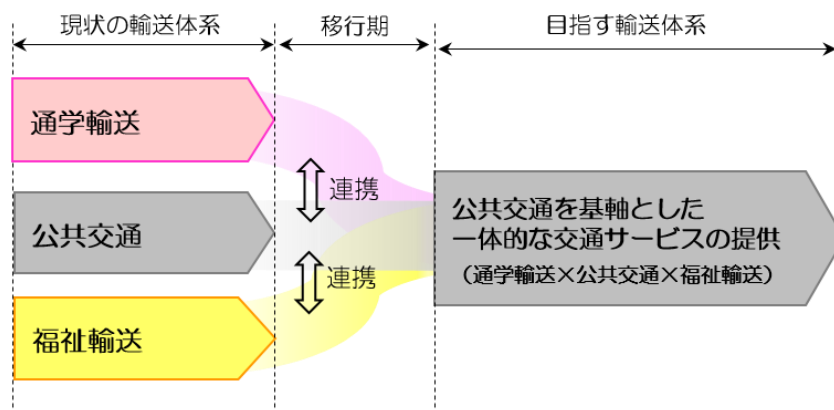 現状の輸送体系
移行期
目指す輸送体系
通学輸送
連携
公共交通
公共交通を基軸とした
一体的な交通サービスの提供
（通学輸送×公共交通×福祉輸送）
連携
福祉輸送